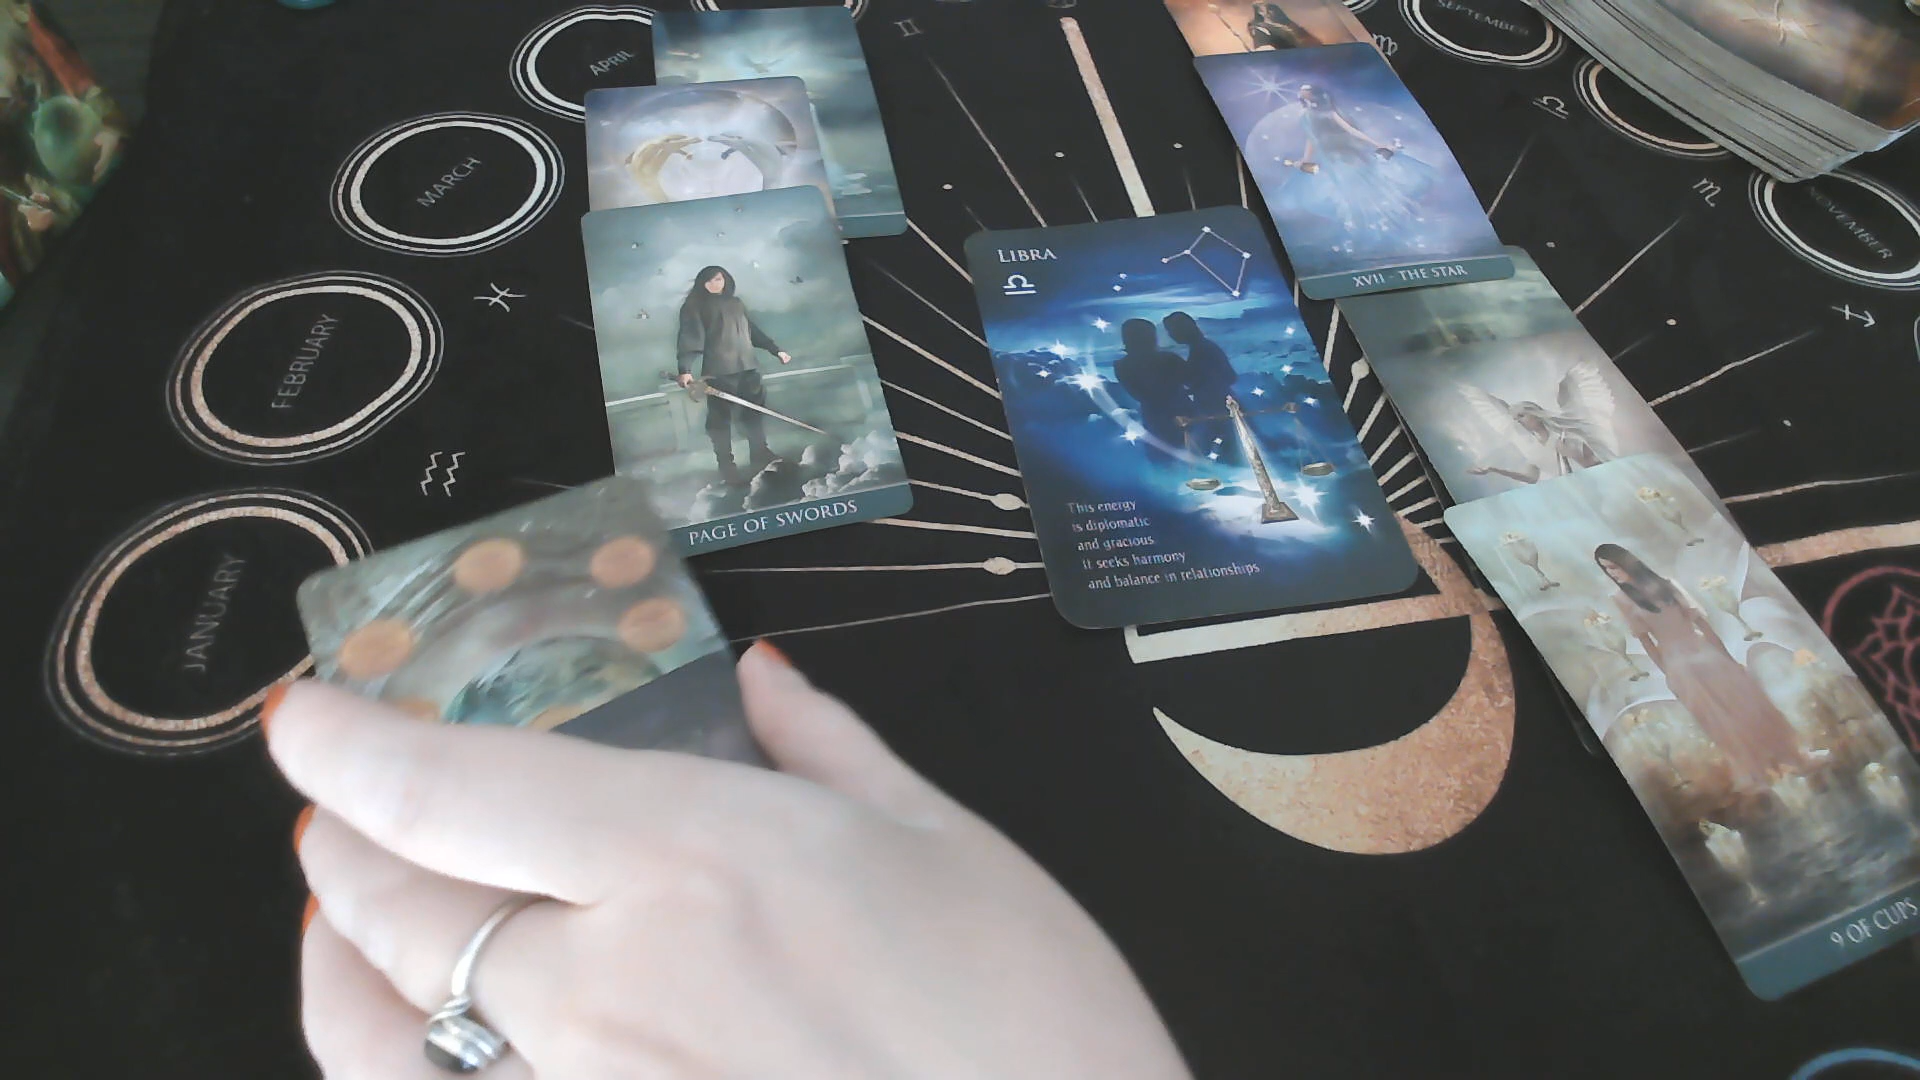 APRIL
SEPTEMBER
MARCH
NOVEMBER
LIBRA
XVII - THE STAR
FEBRUARY
PAGE OF SWORDS
This energy
is diplomatic
and gracious
it seeks harmony
and balance in relationships
JANUARY
9 OF CUPS